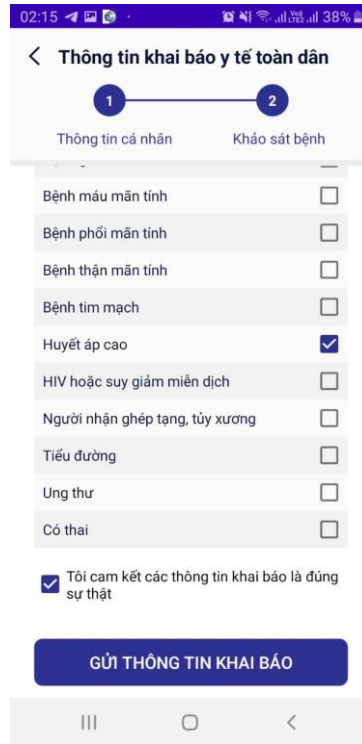 02:15 38%
Thông tin khai báo y tế toàn dân
1 2
Thông tin cá nhân Khảo sát bệnh
Bệnh máu mãn tính
Bệnh phổi mãn tính
Bệnh thận mãn tính
Bệnh tim mạch
Huyết áp cao
HIV hoặc suy giảm miễn dịch
Người nhận ghép tạng, tủy xương
Tiểu đường
Ung thư
Có thai
Tôi cam kết các thông tin khai báo là đúng
sự thật
GỬI THÔNG TIN KHAI BÁO